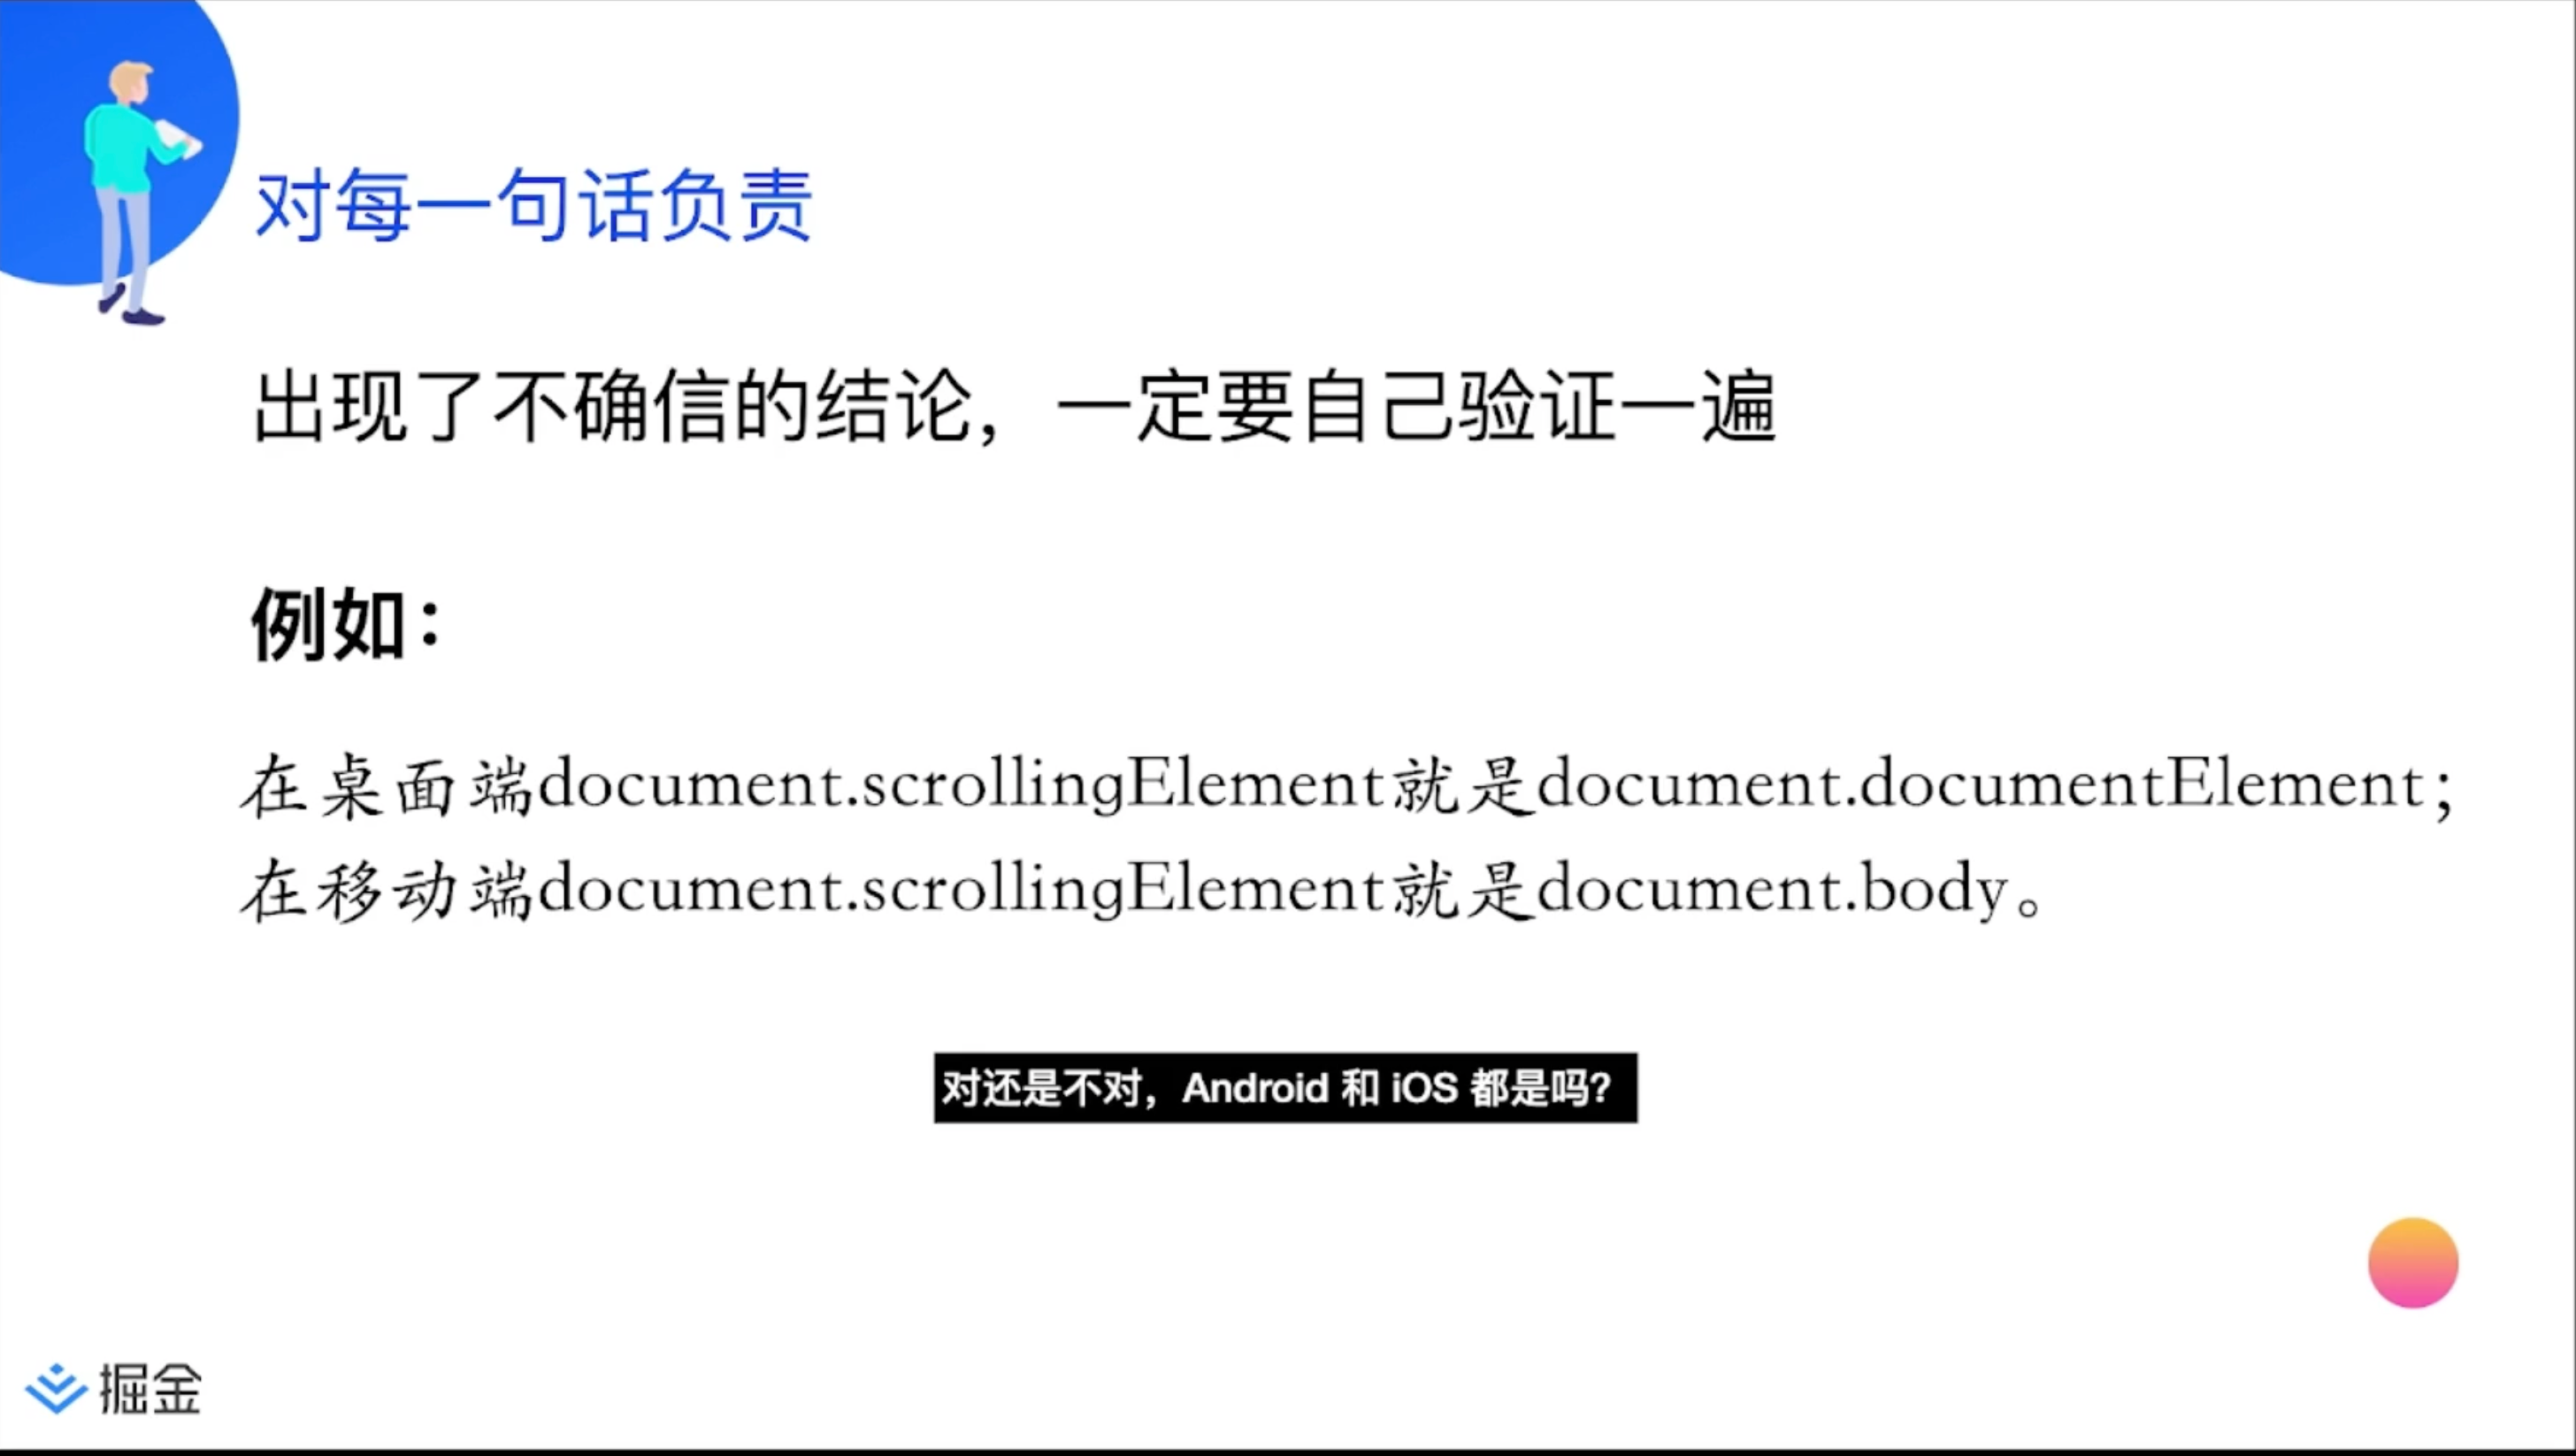 对每一句话负责
出现了不确信的结论，一定要自己验证一遍
例如：
在桌面端document.scrollingElement就是document.documentElement；
在移动端document.scrollingElement就是document.body。
对还是不对，Android 和 iOS 都是吗？
掘金